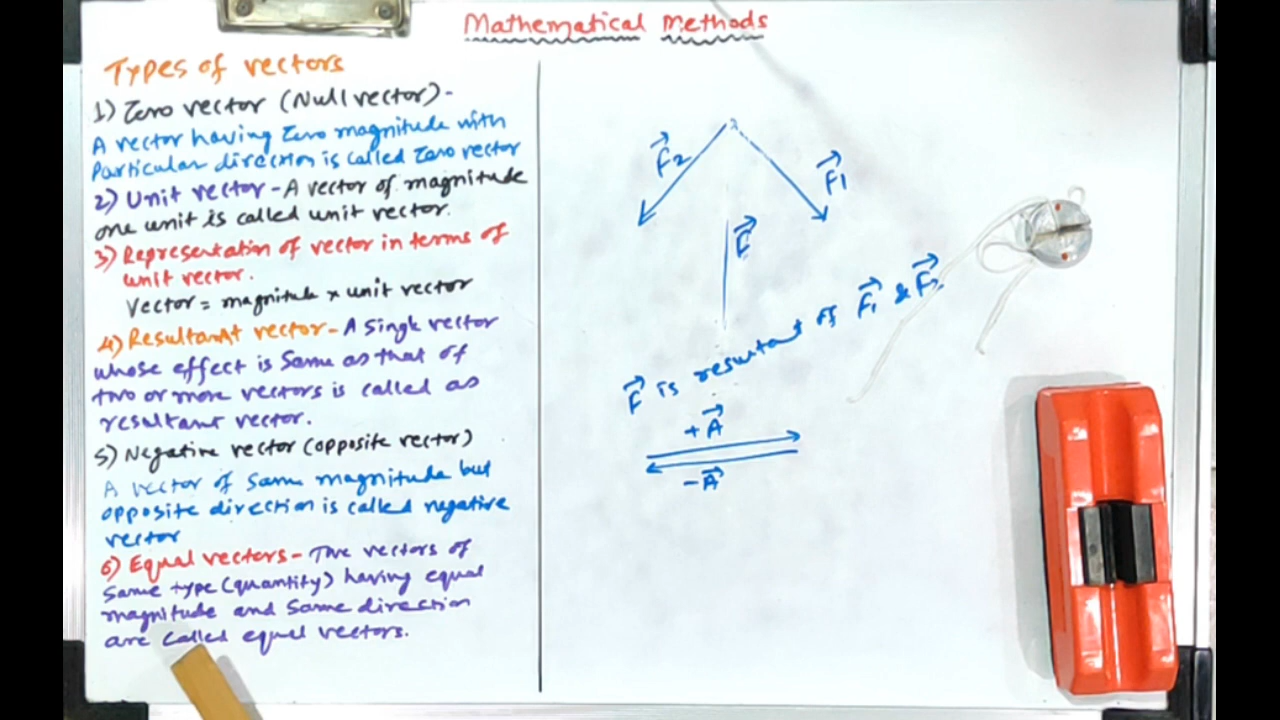 Mathematical Methods
Types of vectors
1) Zero vector (Null vector)-
A vector having zero magnitude with
Particular direction is called zero vector
2) Unit vector - A vector of magnitude
one unit is called unit vector.
3) Representation of vector in terms of
unit vector.
Vector = magnitude × unit vector
4) Resultant vector - A single vector
whose effect is same as that of
two or more vectors is called as
resultant vector.
5) Negative vector (opposite vector)
A vector of same magnitude but
opposite direction is called negative
vector
6) Equal vectors - The vectors of
same type (quantity) having equal
magnitude and same direction
are called equal vectors.
F⃗2
F⃗1
F⃗
F⃗ is resultant of F⃗1 & F⃗2
+A⃗
-A⃗